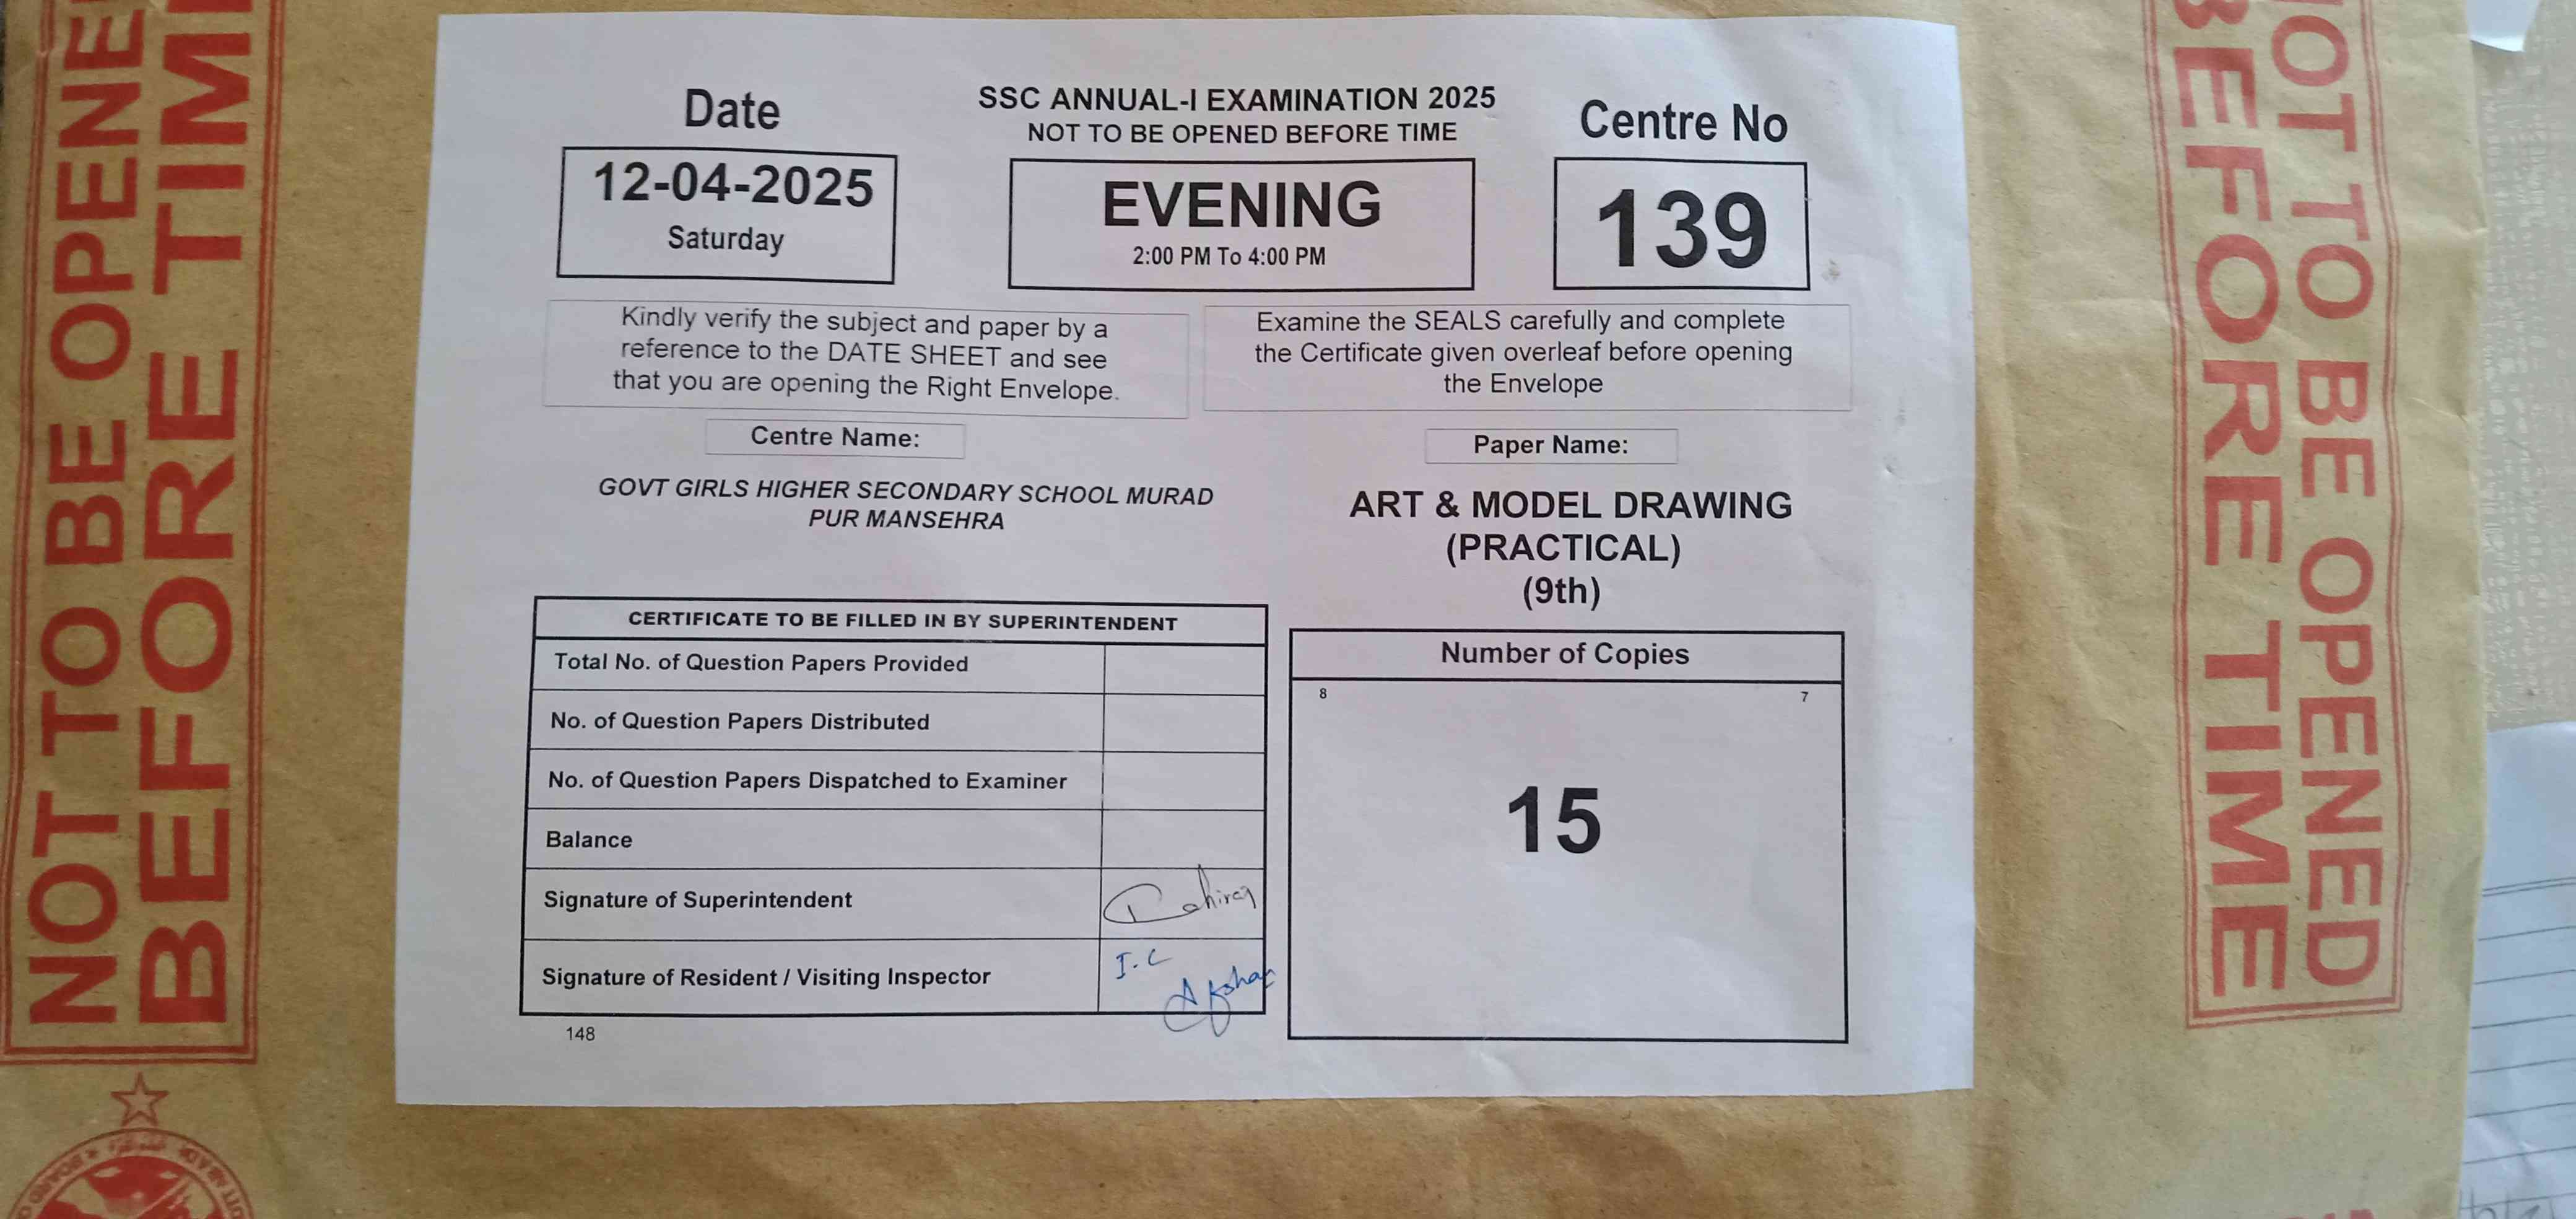 NOT TO BE OPENE
BEFORE TIM
Date
12-04-2025
Saturday
SSC ANNUAL-I EXAMINATION 2025
NOT TO BE OPENED BEFORE TIME
EVENING
2:00 PM To 4:00 PM
Centre No
139
Kindly verify the subject and paper by a
reference to the DATE SHEET and see
that you are opening the Right Envelope.
Examine the SEALS carefully and complete
the Certificate given overleaf before opening
the Envelope
Centre Name:
GOVT GIRLS HIGHER SECONDARY SCHOOL MURAD
PUR MANSEHRA
Paper Name:
ART & MODEL DRAWING
(PRACTICAL)
(9th)
CERTIFICATE TO BE FILLED IN BY SUPERINTENDENT
Total No. of Question Papers Provided
No. of Question Papers Distributed
No. of Question Papers Dispatched to Examiner
Balance
Signature of Superintendent
Signature of Resident / Visiting Inspector
I.C
148
Number of Copies
8 7
15
NOT TO BE OPENED
BEFORE TIME